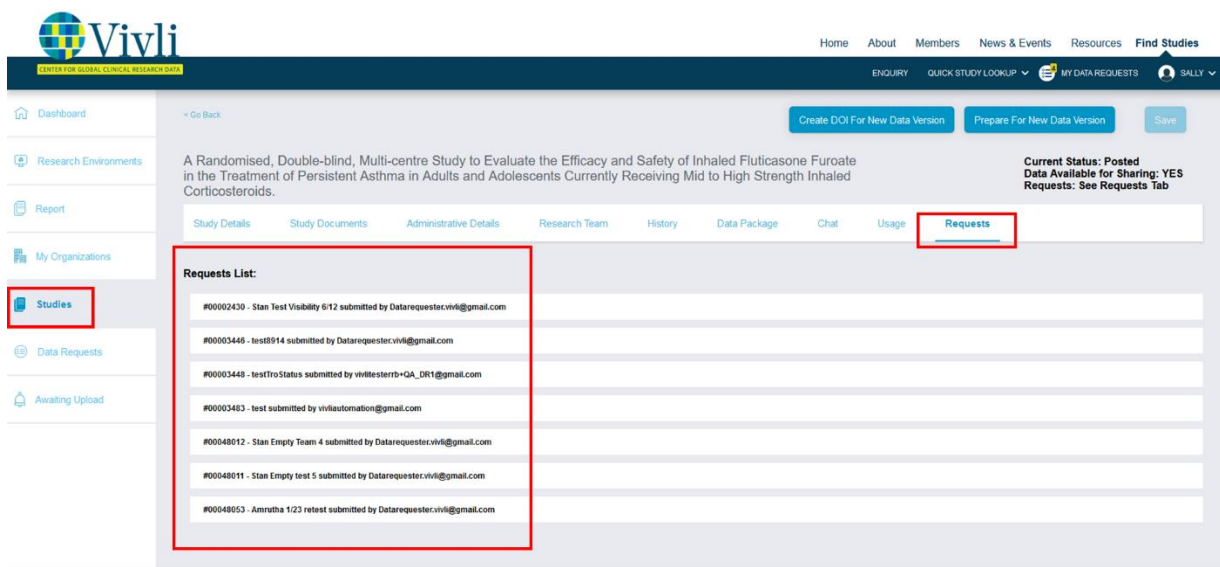 Vivli
CENTER FOR GLOBAL CLINICAL RESEARCH DATA
Home About Members News & Events Resources Find Studies
ENQUIRY QUICK STUDY LOOKUP 4 MY DATA REQUESTS SALLY
Dashboard
Research Environments
Report
My Organizations
Studies
Data Requests
Awaiting Upload
< Go Back
Create DOI For New Data Version Prepare For New Data Version Save
A Randomised, Double-blind, Multi-centre Study to Evaluate the Efficacy and Safety of Inhaled Fluticasone Furoate
in the Treatment of Persistent Asthma in Adults and Adolescents Currently Receiving Mid to High Strength Inhaled
Corticosteroids.
Current Status: Posted
Data Available for Sharing: YES
Requests: See Requests Tab
Study Details Study Documents Administrative Details Research Team History Data Package Chat Usage Requests
Requests List:
#00002430 - Stan Test Visibility 6/12 submitted by Datarequester.vivli@gmail.com
#00003446 - test8914 submitted by Datarequester.vivli@gmail.com
#00003448 - testTroStatus submitted by vivlitesterrb+QA_DR1@gmail.com
#00003483 - test submitted by vivliautomation@gmail.com
#00048012 - Stan Empty Team 4 submitted by Datarequester.vivli@gmail.com
#00048011 - Stan Empty test 5 submitted by Datarequester.vivli@gmail.com
#00048053 - Amrutha 1/23 retest submitted by Datarequester.vivli@gmail.com